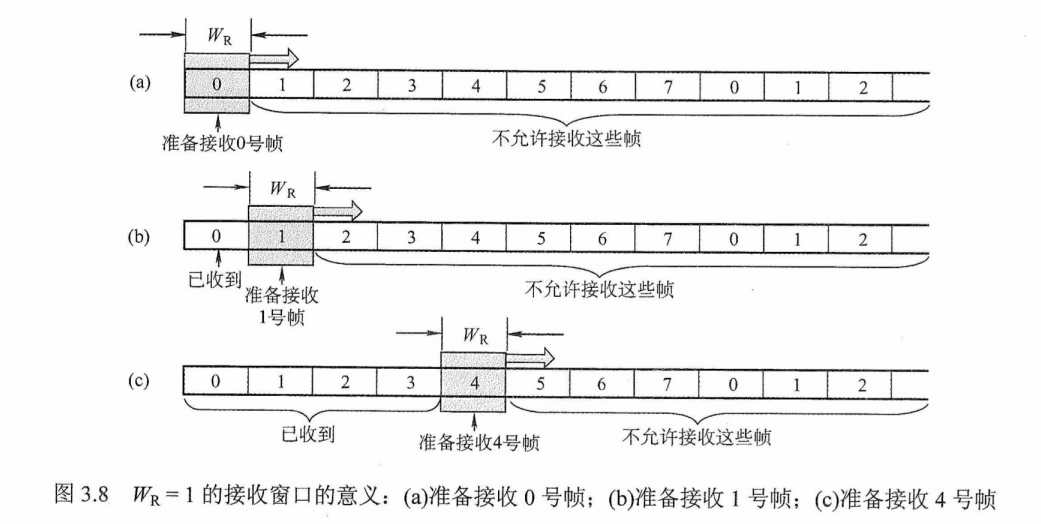 W_R
(a) 0 1 2 3 4 5 6 7 0 1 2
准备接收0号帧 不允许接收这些帧
W_R
(b) 0 1 2 3 4 5 6 7 0 1 2
已收到 准备接收 不允许接收这些帧
1号帧
W_R
(c) 0 1 2 3 4 5 6 7 0 1 2
已收到 准备接收4号帧 不允许接收这些帧
图 3.8 W_R = 1 的接收窗口的意义：(a)准备接收 0 号帧；(b)准备接收 1 号帧；(c)准备接收 4 号帧